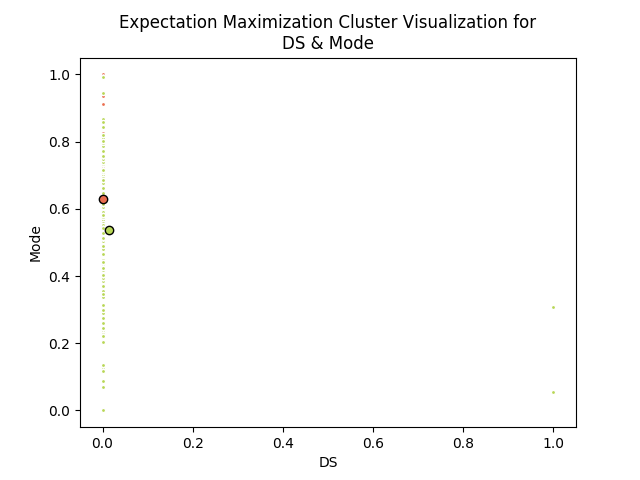 Expectation Maximization Cluster Visualization for
DS & Mode
1.0
0.8
0.6
0.4
0.2
0.0
Mode
0.0 0.2 0.4 0.6 0.8 1.0
DS